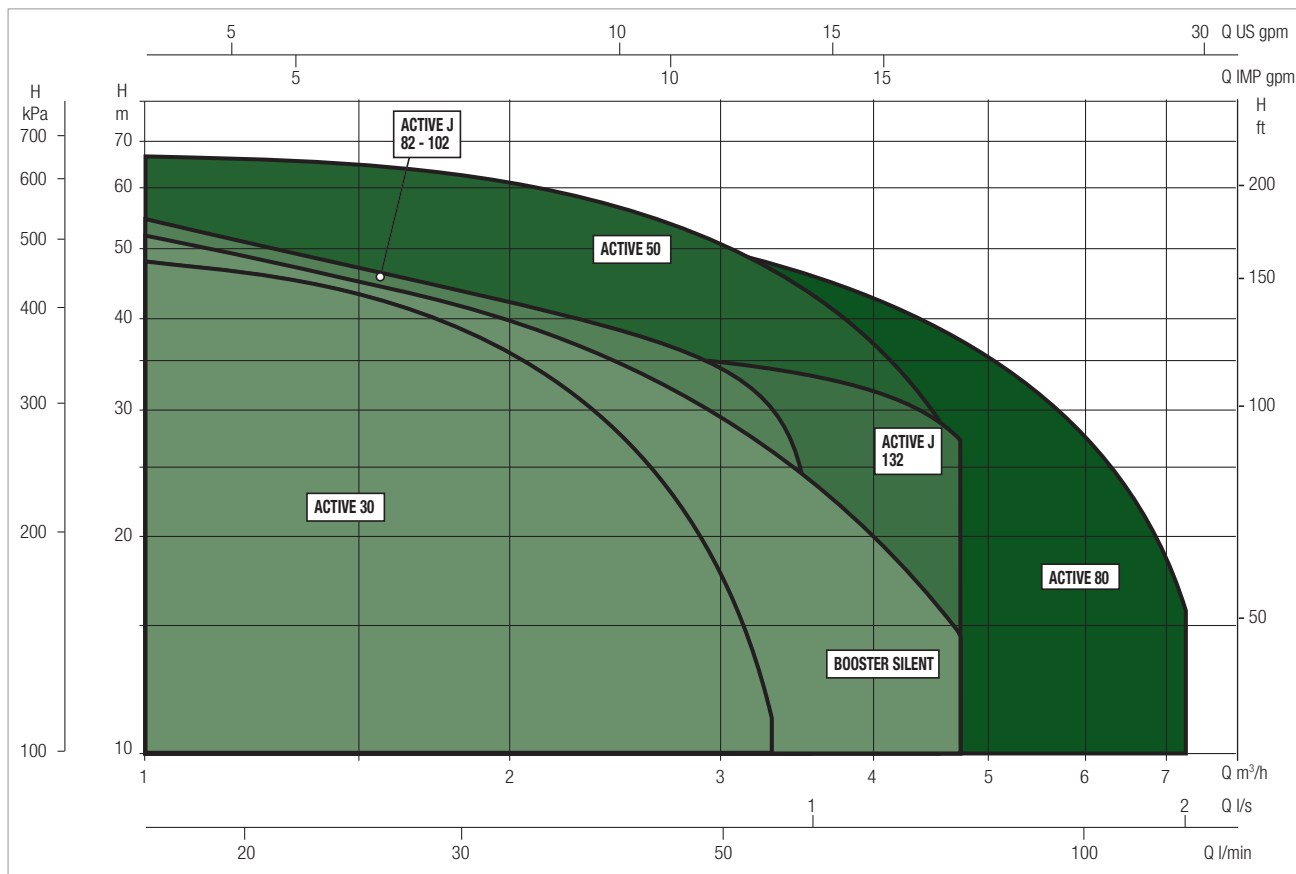 5 10 15 30 Q US gpm
5 10 15 Q IMP gpm
H
kPa
H
m
H
ft
700
600
500
400
300
200
100
70
60
50
40
30
20
10
200
150
100
50
ACTIVE J
82 - 102
ACTIVE 50
ACTIVE J
132
ACTIVE 30
ACTIVE 80
BOOSTER SILENT
1 2 3 4 5 6 7 Q m³/h
1 2 Q l/s
20 30 50 100 Q l/min